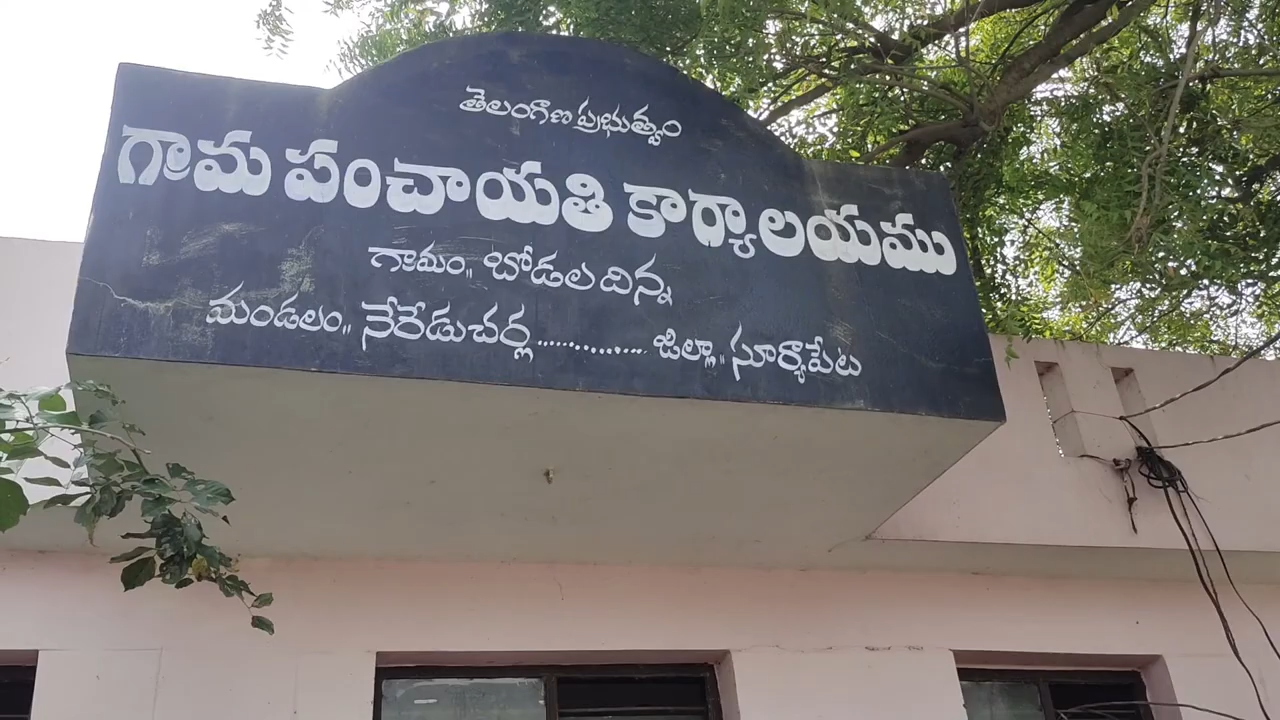 తెలంగాణ ప్రభుత్వం
గ్రామ పంచాయతి కార్యాలయము
గ్రామం,, బోడలదిన్న
మండలం,, నేరేడుచర్ల ............... జిల్లా,, సూర్యాపేట